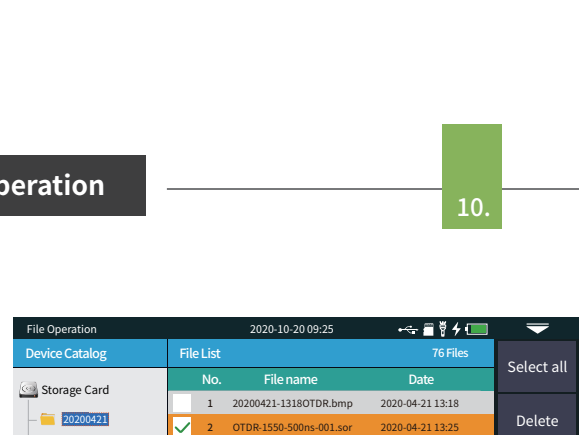 peration
10.
File Operation 2020-10-20 09:25
Device Catalog File List 76 Files Select all
No. File name Date
Storage Card
1 20200421-1318OTDR.bmp 2020-04-21 13:18
20200421 Delete
2 OTDR-1550-500ns-001.sor 2020-04-21 13:25